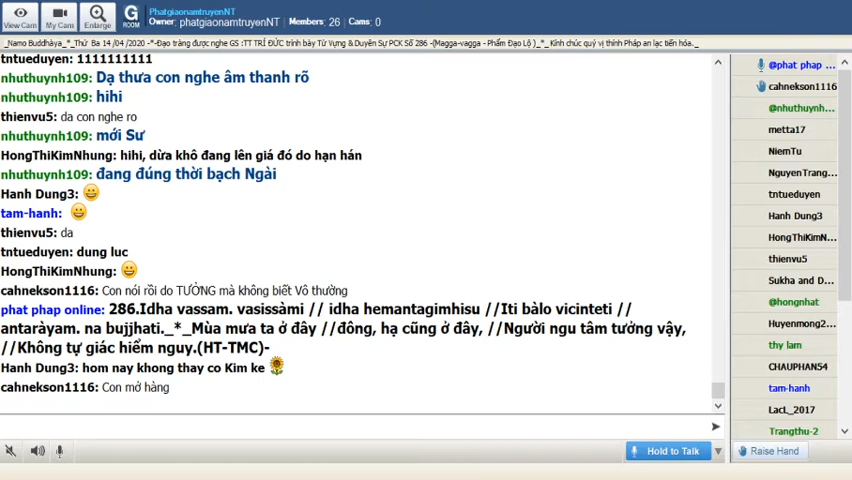 PhatgiaonamtruyenNT
Owner: phatgiaonamtruyenNT | Members: 26 | Cams: 0
View Cam
My Cams
Enlarge
G
ROOM
_Namo Buddhàya_*_Thứ Ba 14 /04 /2020 -*-Đạo tràng được nghe GS :TT TRÍ ĐỨC trình bày Từ Vựng & Duyên Sự PCK Số 286 -(Magga-vagga - Phẩm Đạo Lộ )_*_ Kính chúc quý vị thính Pháp an lạc tiến hóa._
tntueduyen: 1111111111
nhuthuynh109: Dạ thưa con nghe âm thanh rõ
nhuthuynh109: hihi
thienvu5: da con nghe ro
nhuthuynh109: mới Sư
HongThiKimNhung: hihi, dừa khô đang lên giá đó do hạn hán
nhuthuynh109: đang đúng thời bạch Ngài
Hanh Dung3:
tam-hanh:
thienvu5: da
tntueduyen: dung luc
HongThiKimNhung:
cahnekson1116: Con nói rồi do TƯỞNG mà không biết Vô thường
phat phap online: 286.Idha vassam. vasissàmi // idha hemantagimhisu //Iti bàlo vicinteti //
antaràyam. na bujjhati._*_Mùa mưa ta ở đây //đông, hạ cũng ở đây, //Người ngu tâm tưởng vậy,
//Không tự giác hiểm nguy.(HT-TMC)-
Hanh Dung3: hom nay khong thay co Kim ke
cahnekson1116: Con mở hàng
@phat phap ...
cahnekson1116
@nhuthuynh...
metta17
NiemTu
NguyenTrang...
tntueduyen
Hanh Dung3
HongThiKimN...
thienvu5
Sukha and D...
@hongnhat
Huyenmong2...
thy lam
CHAUPHAN54
tam-hanh
LacL_2017
Trangthu-2
Hold to Talk
Raise Hand